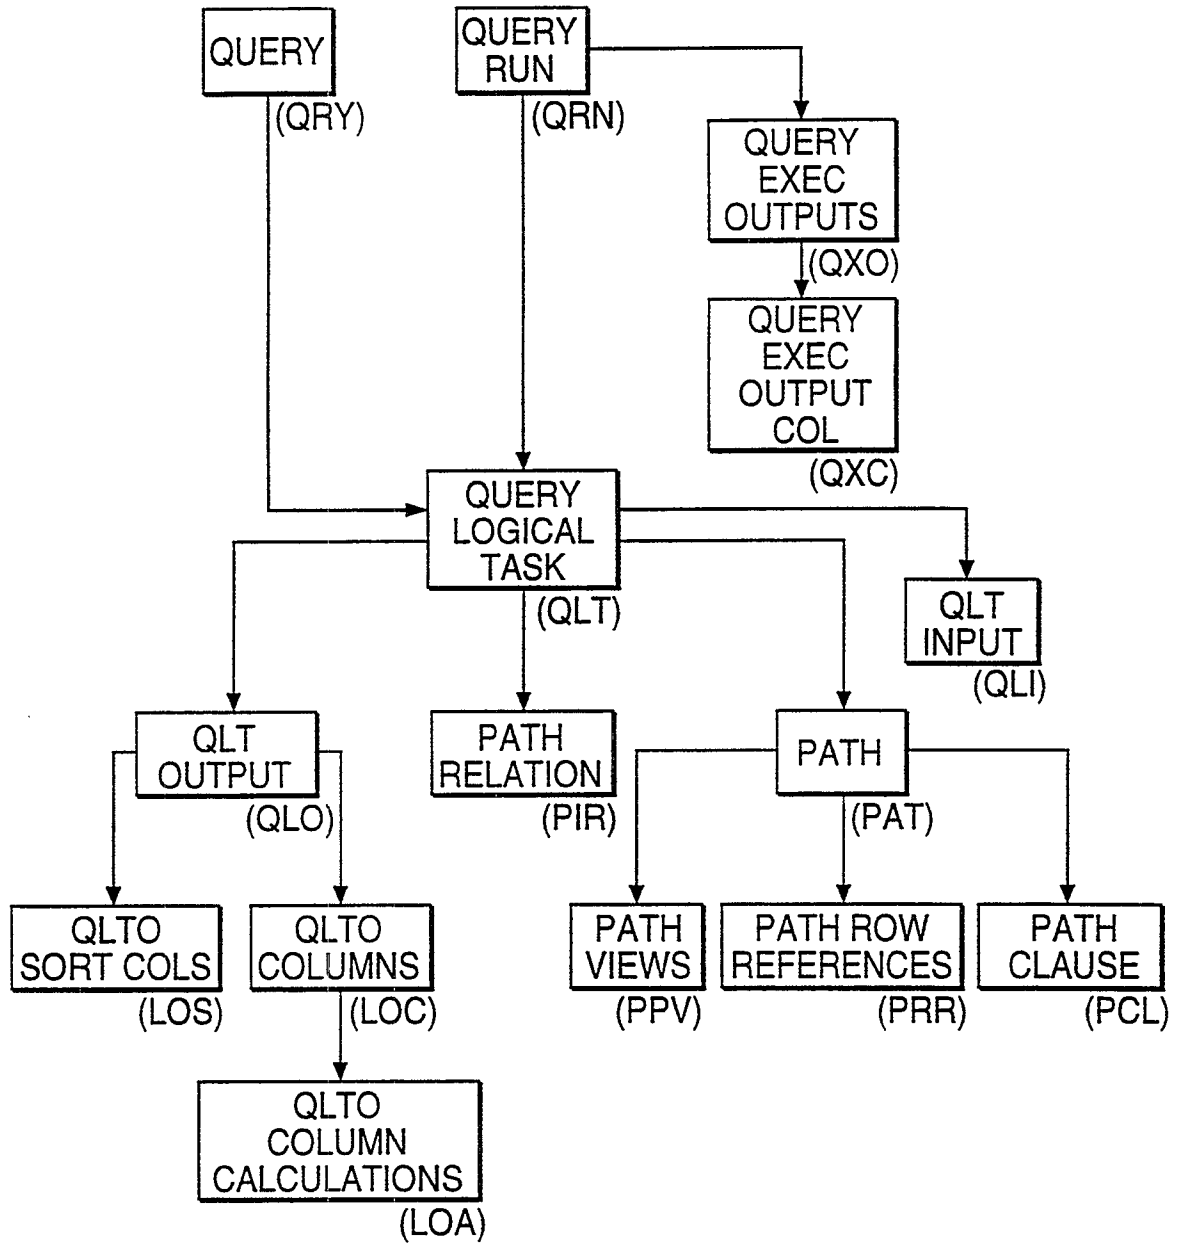 QUERY
(QRY)
QUERY
RUN
(QRN)
QUERY
EXEC
OUTPUTS
(QXO)
QUERY
EXEC
OUTPUT
COL
(QXC)
QUERY
LOGICAL
TASK
(QLT)
QLT
INPUT
(QLI)
QLT
OUTPUT
(QLO)
PATH
RELATION
(PIR)
PATH
(PAT)
QLTO
SORT COLS
(LOS)
QLTO
COLUMNS
(LOC)
PATH
VIEWS
(PPV)
PATH ROW
REFERENCES
(PRR)
PATH
CLAUSE
(PCL)
QLTO
COLUMN
CALCULATIONS
(LOA)